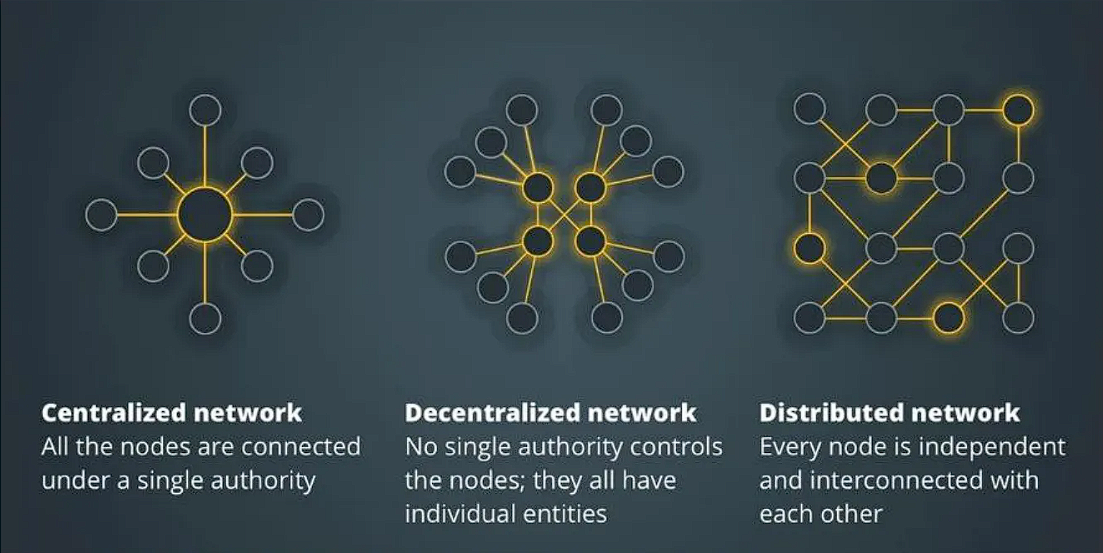 Centralized network
All the nodes are connected
under a single authority
Decentralized network
No single authority controls
the nodes; they all have
individual entities
Distributed network
Every node is independent
and interconnected with
each other